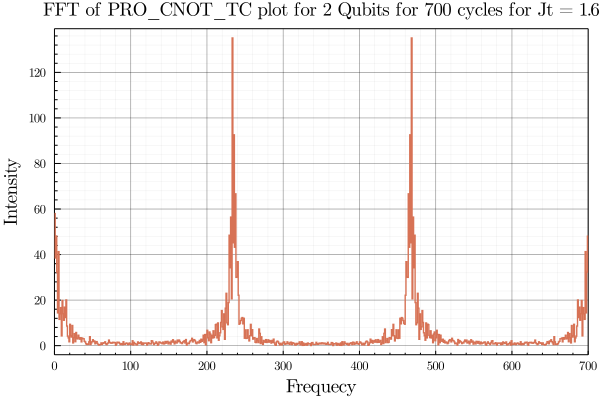 FFT of PRO_CNOT_TC plot for 2 Qubits for 700 cycles for Jt = 1.6
Intensity
120
100
80
60
40
20
0
0 100 200 300 400 500 600 700
Frequecy